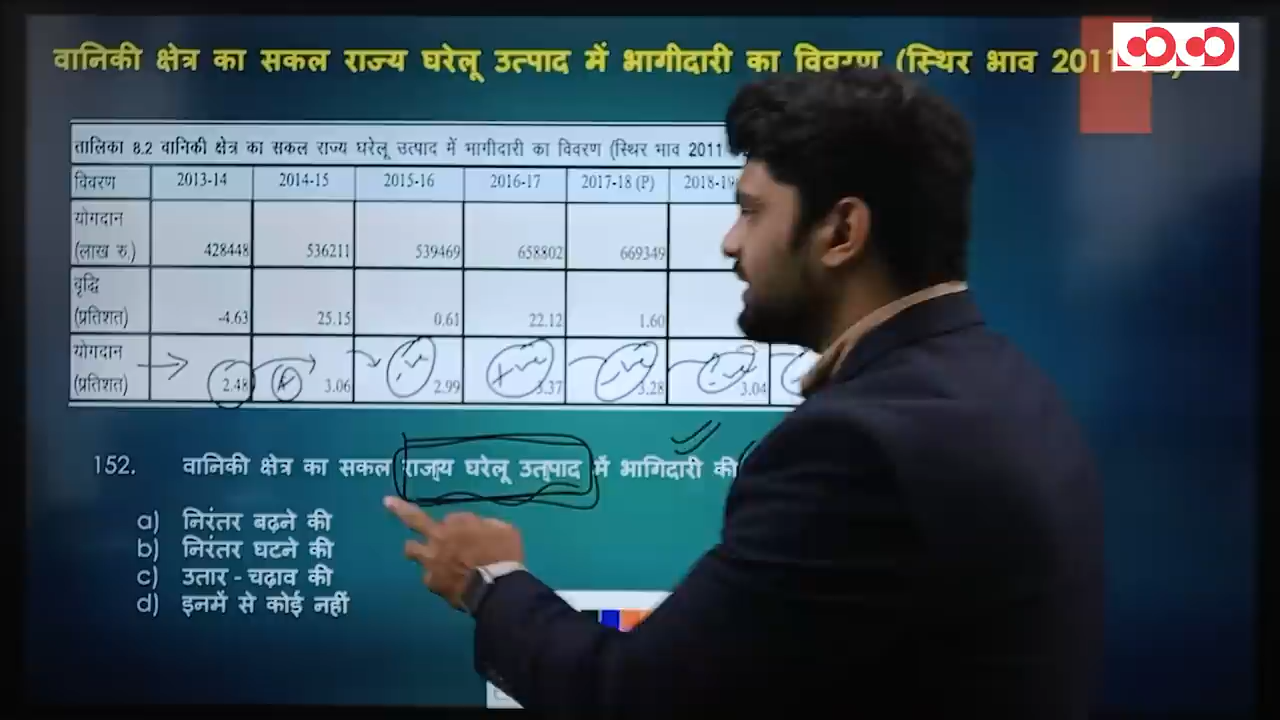 वानिकी क्षेत्र का सकल राज्य घरेलू उत्पाद में भागीदारी का विवरण (स्थिर भाव 2011
तालिका 8.2 वानिकी क्षेत्र का सकल राज्य घरेलू उत्पाद में भागीदारी का विवरण (स्थिर भाव 2011
विवरण 2013-14 2014-15 2015-16 2016-17 2017-18 (P) 2018-19
योगदान
(लाख रु.) 428448 536211 539469 658802 669349
वृद्धि
(प्रतिशत) -4.63 25.15 0.61 22.12 1.60
योगदान
(प्रतिशत) 2.48 3.06 2.99 3.37 3.28 3.04
152. वानिकी क्षेत्र का सकल राज्य घरेलू उत्पाद में भागिदारी की
a) निरंतर बढ़ने की
b) निरंतर घटने की
c) उतार - चढ़ाव की
d) इनमें से कोई नहीं